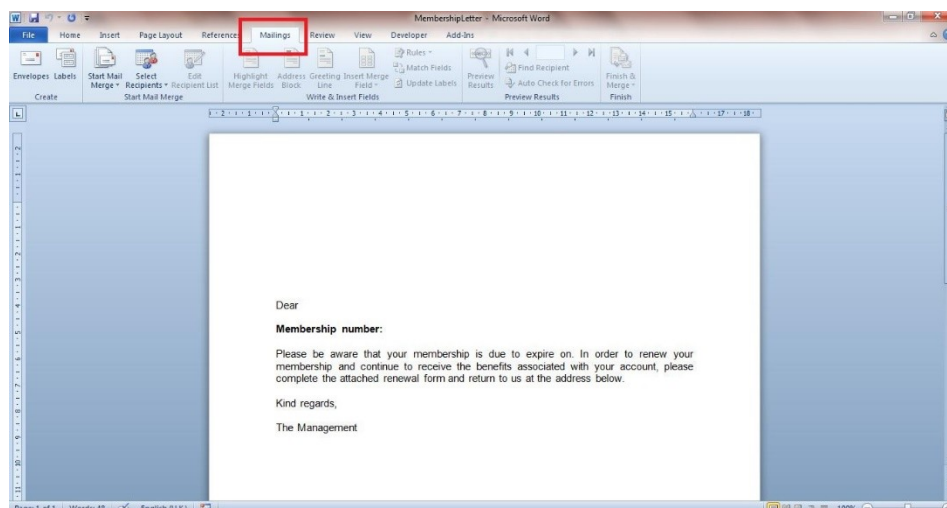 MembershipLetter - Microsoft Word
File Home Insert Page Layout References Mailings Review View Developer Add-Ins
Envelopes Labels Start Mail Merge Select Recipients Edit Recipient List Highlight Merge Fields Address Block Greeting Line Insert Merge Field Rules Match Fields Update Labels Preview Results Find Recipient Auto Check for Errors Finish & Merge
Create Start Mail Merge Write & Insert Fields Preview Results Finish
Dear
Membership number:
Please be aware that your membership is due to expire on. In order to renew your
membership and continue to receive the benefits associated with your account, please
complete the attached renewal form and return to us at the address below.
Kind regards,
The Management